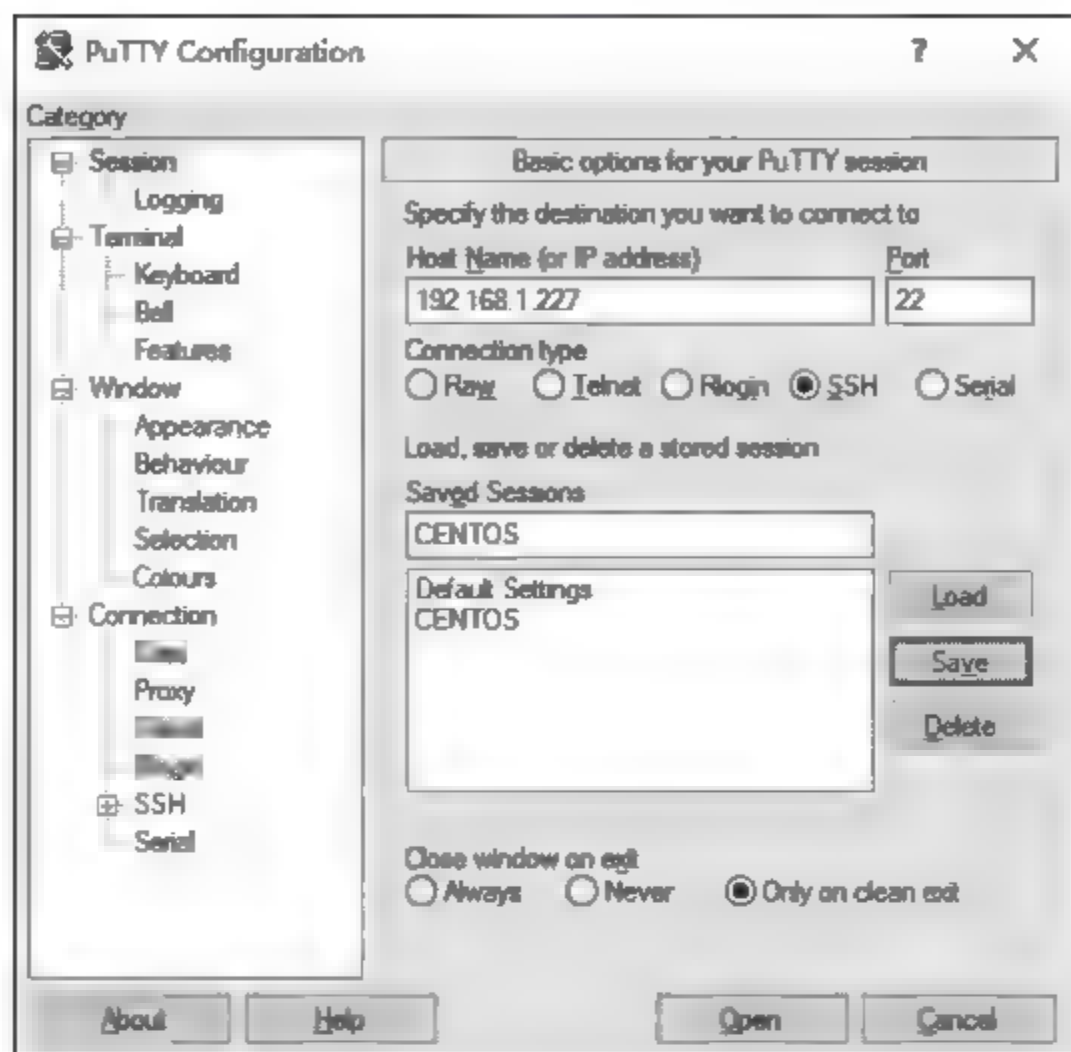 PuTTY Configuration ? X
Category
Session
Logging
Terminal
Keyboard
Bell
Features
Window
Appearance
Behaviour
Translation
Selection
Colours
Connection
Proxy
SSH
Serial
Basic options for your PuTTY session
Specify the destination you want to connect to
Host Name (or IP address) Port
192.168.1.227 22
Connection type
Raw Telnet Rlogin SSH Serial
Load, save or delete a stored session
Saved Sessions
CENTOS
Default Settings
CENTOS
Load
Save
Delete
Close window on exit
Always Never Only on clean exit
About Help Open Cancel